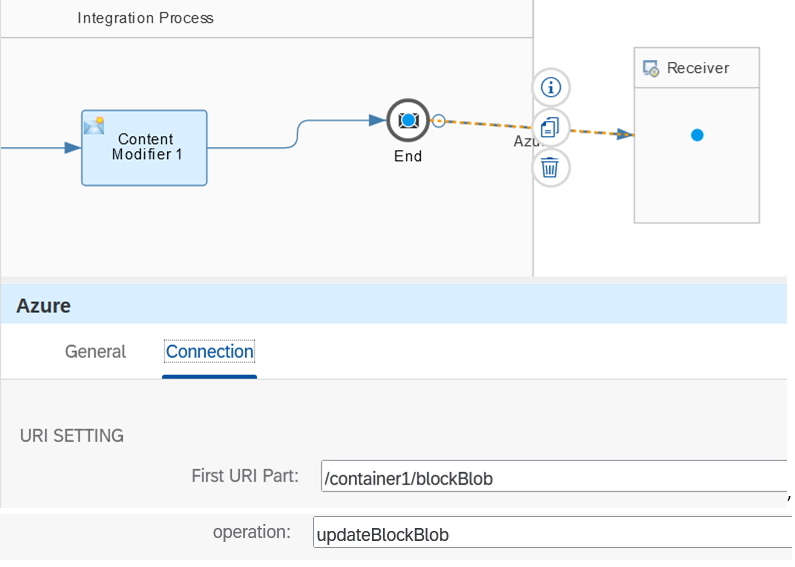 Integration Process
Receiver
Content
Modifier 1
End
Azure
General
Connection
URI SETTING
First URI Part:
/container1/blockBlob
,
operation:
updateBlockBlob